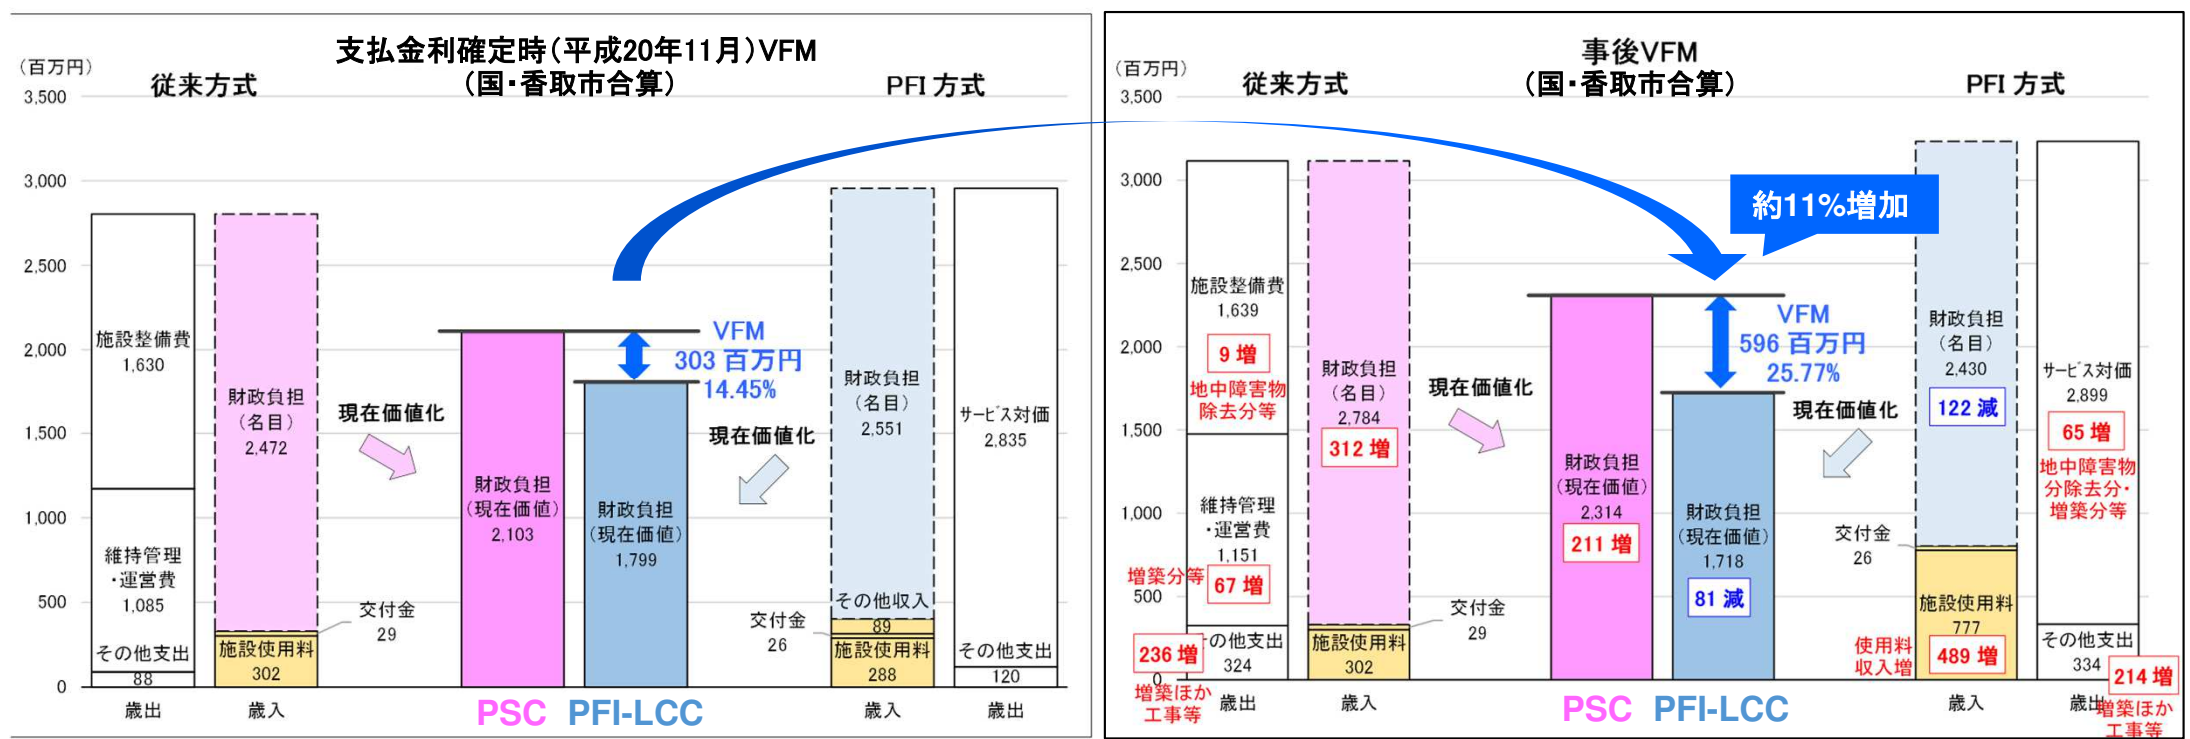 支払金利確定時(平成20年11月)VFM
(国・香取市合算)
(百万円)
従来方式
PFI 方式
3,500
3,000
2,500
2,000
1,500
1,000
500
0
施設整備費
1,630
維持管理
・運営費
1,085
その他支出
88
歳出
財政負担
(名目)
2,472
交付金
29
施設使用料
302
歳入
現在価値化
財政負担
(現在価値)
2,103
PSC
財政負担
(現在価値)
1,799
PFI-LCC
VFM
303 百万円
14.45%
現在価値化
財政負担
(名目)
2,551
その他収入
89
交付金
26
施設使用料
288
歳入
サービス対価
2,835
その他支出
120
歳出
事後VFM
(国・香取市合算)
(百万円)
従来方式
PFI 方式
3,500
3,000
2,500
2,000
1,500
1,000
500
0
約11%増加
施設整備費
1,639
9 増
地中障害物
除去分等
維持管理
・運営費
1,151
増築分等
67 増
その他支出
324
236 増
増築ほか
工事等
歳出
財政負担
(名目)
2,784
312 増
交付金
29
施設使用料
302
歳入
現在価値化
財政負担
(現在価値)
2,314
211 増
PSC
財政負担
(現在価値)
1,718
81 減
PFI-LCC
VFM
596 百万円
25.77%
現在価値化
財政負担
(名目)
2,430
122 減
交付金
26
施設使用料
777
使用料
収入増
489 増
歳入
サービス対価
2,899
65 増
地中障害物
分除去分・
増築分等
その他支出
334
214 増
歳出
増築ほか
工事等